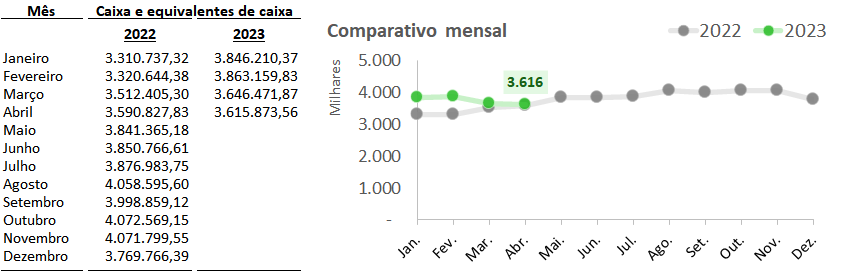 Mês Caixa e equivalentes de caixa
2022 2023
Janeiro 3.310.737,32 3.846.210,37
Fevereiro 3.320.644,38 3.863.159,83
Março 3.512.405,30 3.646.471,87
Abril 3.590.827,83 3.615.873,56
Maio 3.841.365,18
Junho 3.850.766,61
Julho 3.876.983,75
Agosto 4.058.595,60
Setembro 3.998.859,12
Outubro 4.072.569,15
Novembro 4.071.799,55
Dezembro 3.769.766,39
Comparativo mensal
2022 2023
Milhares
5.000
4.000
3.000
2.000
1.000
-
3.616
Jan. Fev. Mar. Abr. Mai. Jun. Jul. Ago. Set. Out. Nov. Dez.